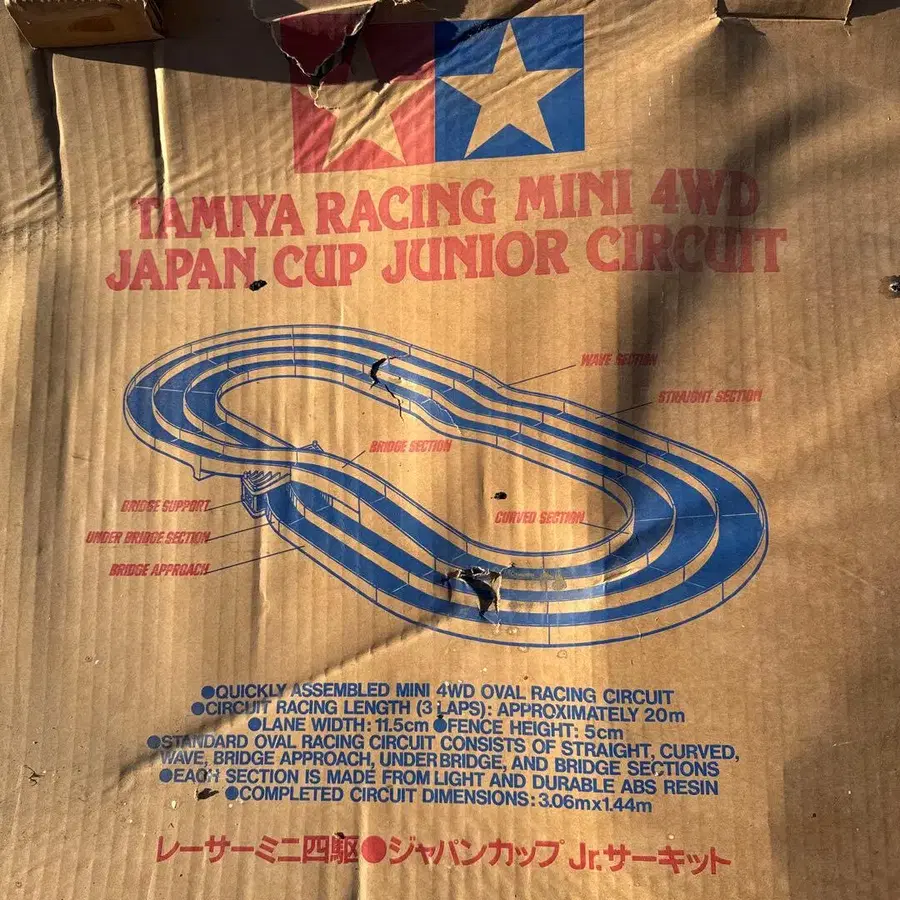 TAMIYA RACING MINI 4WD
JAPAN CUP JUNIOR CIRCUIT
WAVE SECTION
STRAIGHT SECTION
BRIDGE SECTION
BRIDGE SUPPORT
CURVED SECTION
UNDER BRIDGE SECTION
BRIDGE APPROACH
●QUICKLY ASSEMBLED MINI 4WD OVAL RACING CIRCUIT
●CIRCUIT RACING LENGTH (3 LAPS): APPROXIMATELY 20m
●LANE WIDTH: 11.5cm ●FENCE HEIGHT: 5cm
●STANDARD OVAL RACING CIRCUIT CONSISTS OF STRAIGHT, CURVED,
WAVE, BRIDGE APPROACH, UNDER BRIDGE, AND BRIDGE SECTIONS
●EACH SECTION IS MADE FROM LIGHT AND DURABLE ABS RESIN
●COMPLETED CIRCUIT DIMENSIONS: 3.06m×1.44m
レーサーミニ四駆●ジャパンカップ Jr.サーキット